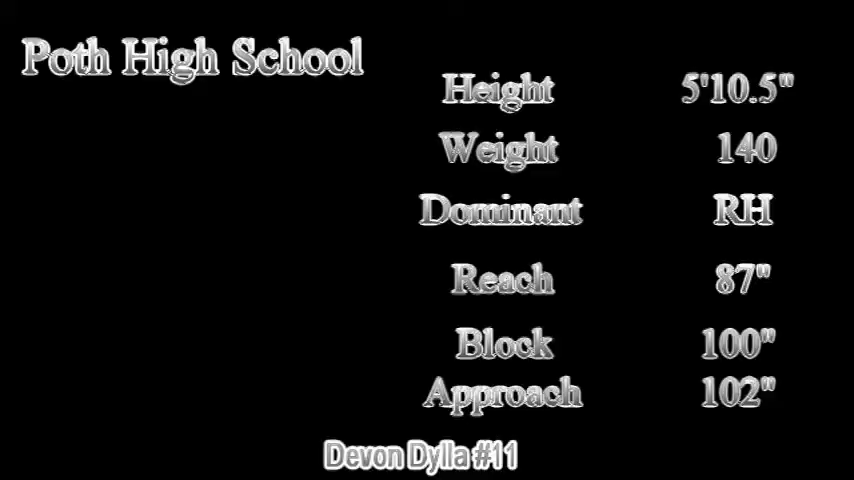 Poth High School
Height 5'10.5"
Weight 140
Dominant RH
Reach 87"
Block 100"
Approach 102"
Devon Dylla #11